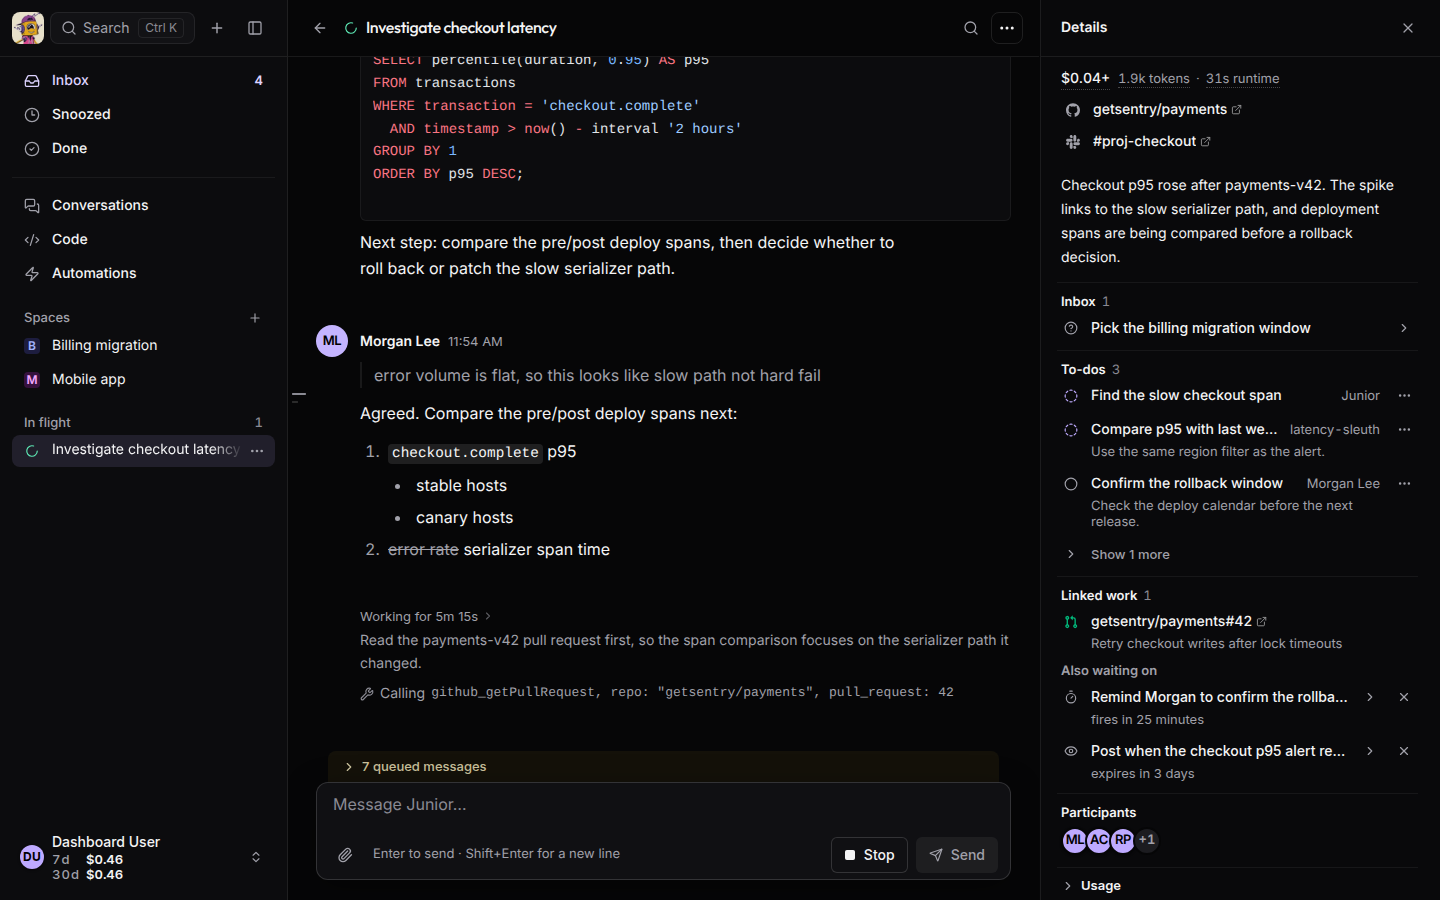 Search Ctrl K
Inbox 4
Snoozed
Done
Conversations
Code
Automations
Spaces
B Billing migration
M Mobile app
In flight 1
Investigate checkout latency
DU Dashboard User
7d $0.46
30d $0.46
Investigate checkout latency
SELECT percentile(duration, 0.95) AS p95
FROM transactions
WHERE transaction = 'checkout.complete'
AND timestamp > now() - interval '2 hours'
GROUP BY 1
ORDER BY p95 DESC;
Next step: compare the pre/post deploy spans, then decide whether to
roll back or patch the slow serializer path.
ML Morgan Lee 11:54 AM
error volume is flat, so this looks like slow path not hard fail
Agreed. Compare the pre/post deploy spans next:
1. checkout.complete p95
• stable hosts
• canary hosts
2. error rate serializer span time
Working for 5m 15s
Read the payments-v42 pull request first, so the span comparison focuses on the serializer path it
changed.
Calling github_getPullRequest, repo: "getsentry/payments", pull_request: 42
7 queued messages
Message Junior...
Enter to send · Shift+Enter for a new line
Stop
Send
Details
$0.04+ 1.9k tokens · 31s runtime
getsentry/payments
#proj-checkout
Checkout p95 rose after payments-v42. The spike
links to the slow serializer path, and deployment
spans are being compared before a rollback
decision.
Inbox 1
Pick the billing migration window
To-dos 3
Find the slow checkout span Junior
Compare p95 with last we... latency-sleuth
Use the same region filter as the alert.
Confirm the rollback window Morgan Lee
Check the deploy calendar before the next
release.
Show 1 more
Linked work 1
getsentry/payments#42
Retry checkout writes after lock timeouts
Also waiting on
Remind Morgan to confirm the rollba...
fires in 25 minutes
Post when the checkout p95 alert re...
expires in 3 days
Participants
ML AC RP +1
Usage